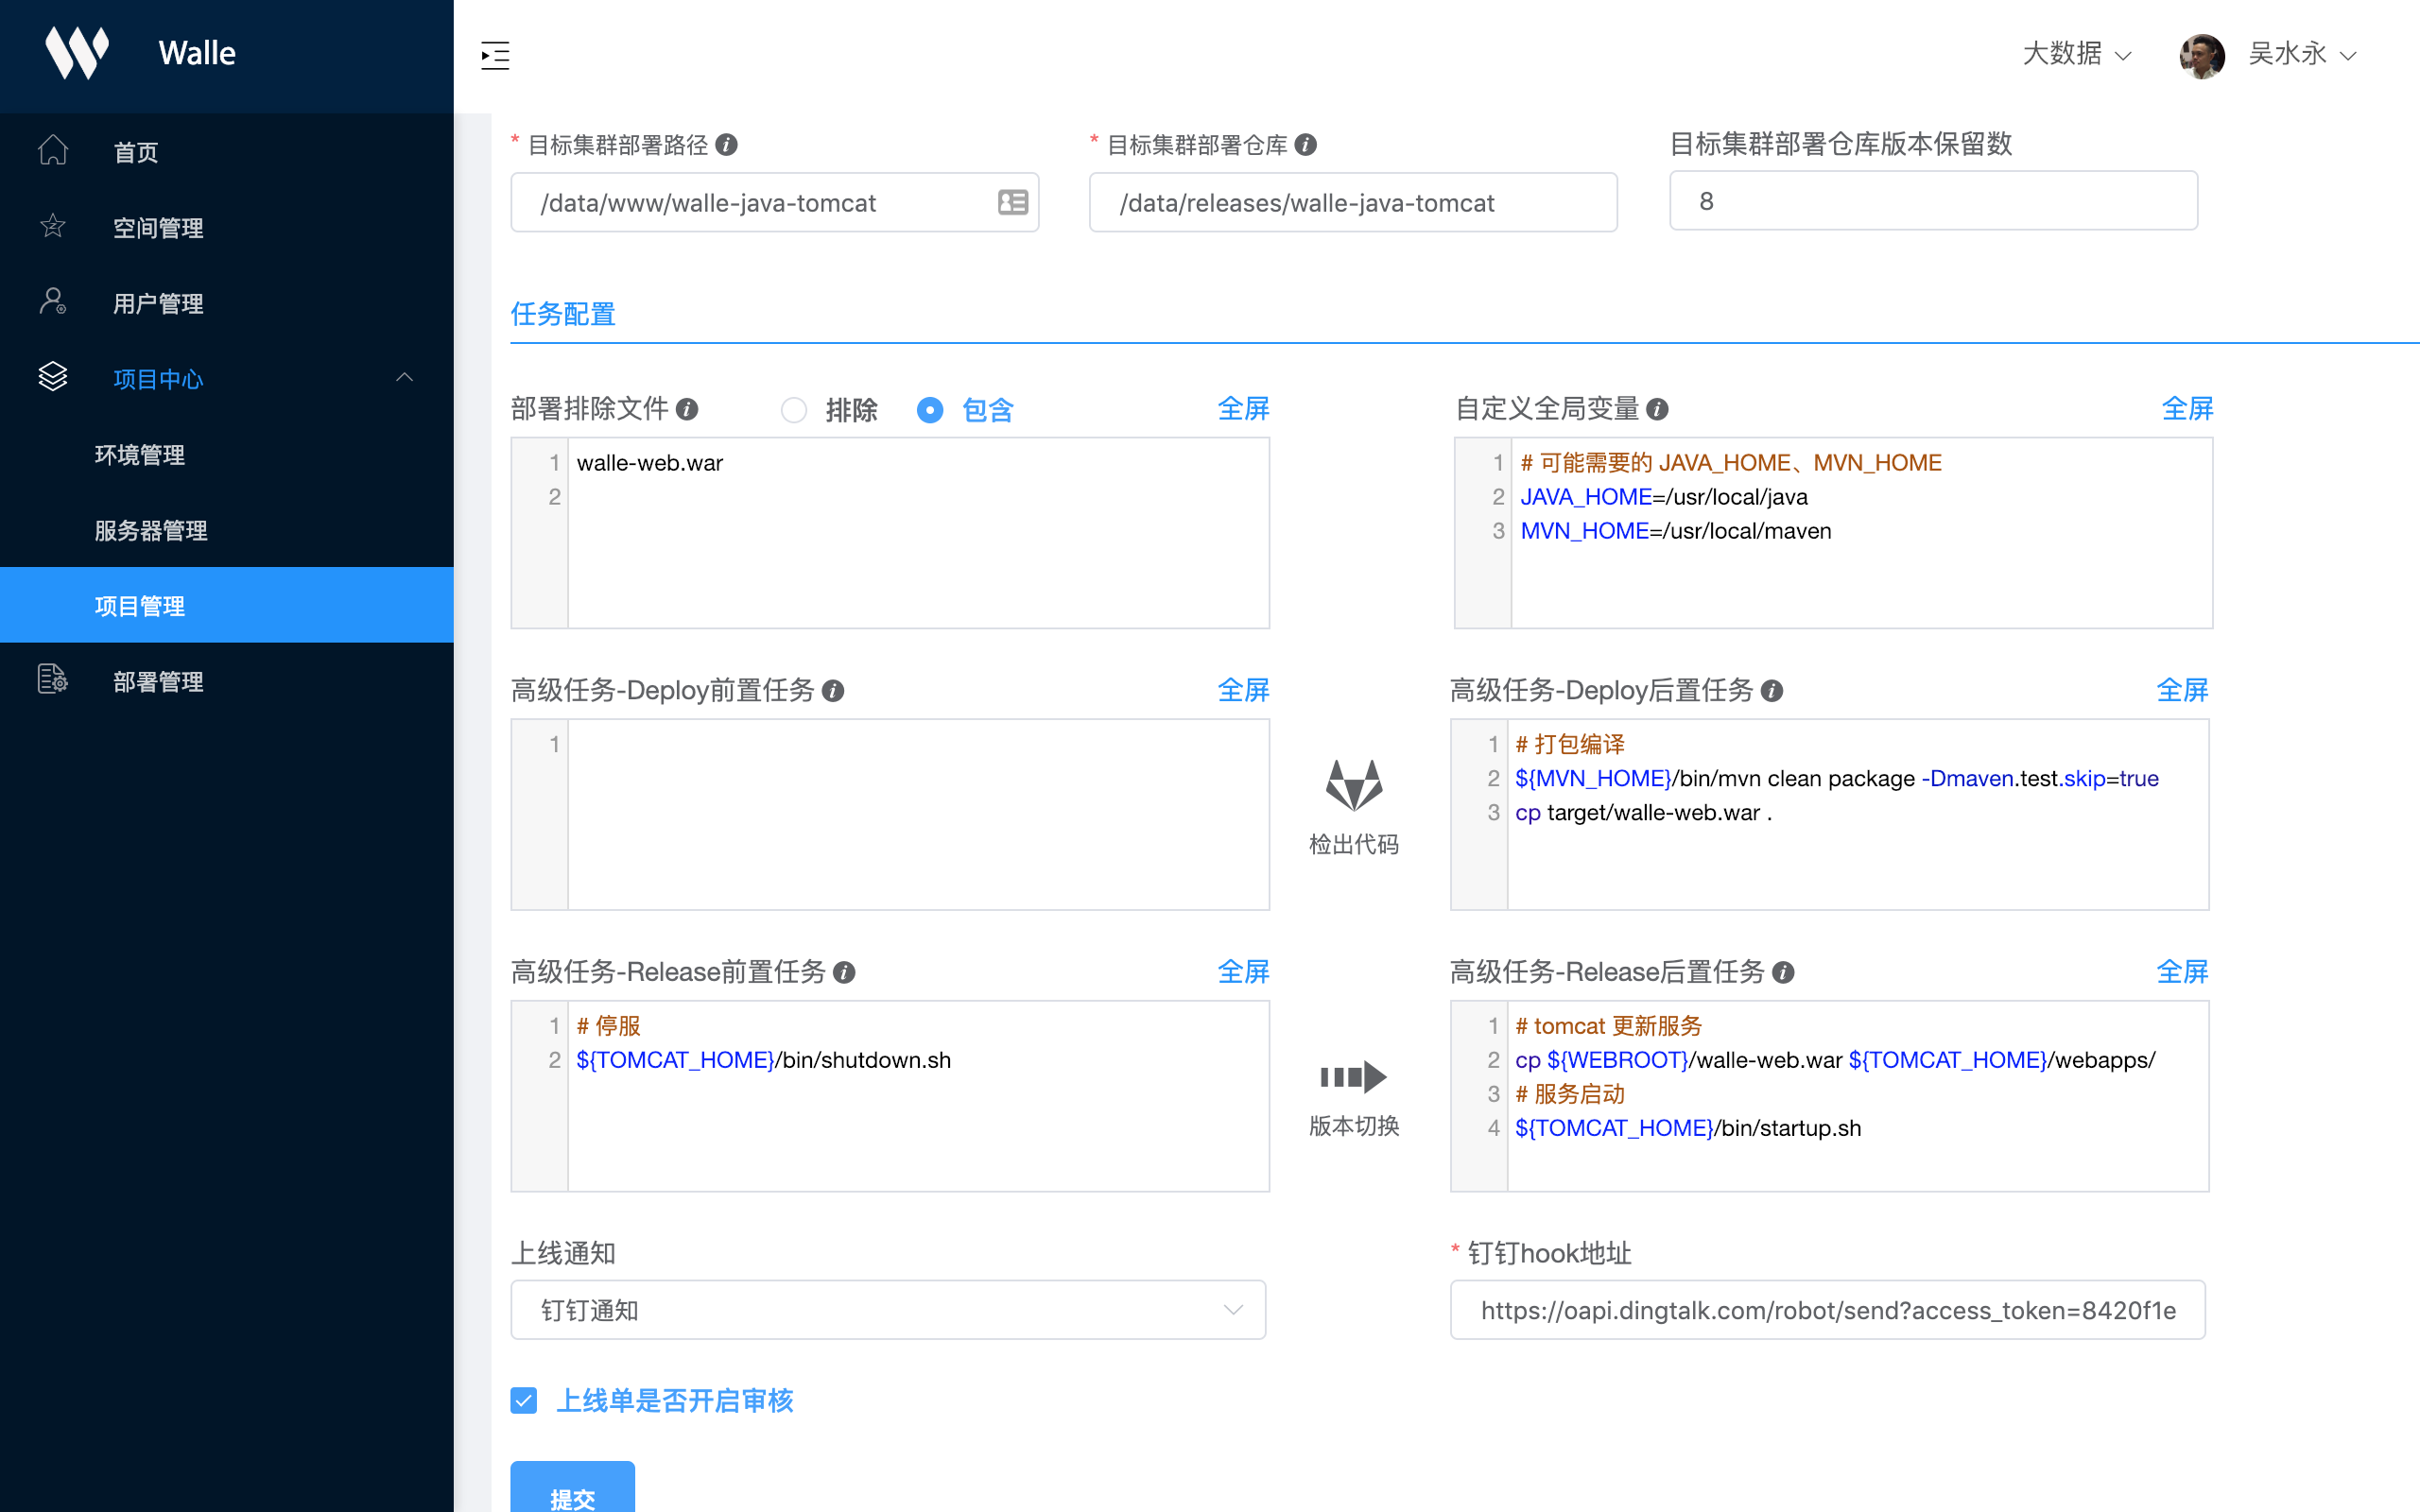 Walle
大数据
吴水永
首页
空间管理
用户管理
项目中心
环境管理
服务器管理
项目管理
部署管理
* 目标集群部署路径
* 目标集群部署仓库
目标集群部署仓库版本保留数
/data/www/walle-java-tomcat
/data/releases/walle-java-tomcat
8
任务配置
部署排除文件
排除
包含
全屏
1 walle-web.war
2
自定义全局变量
全屏
1 # 可能需要的 JAVA_HOME、MVN_HOME
2 JAVA_HOME=/usr/local/java
3 MVN_HOME=/usr/local/maven
高级任务-Deploy前置任务
全屏
1
检出代码
高级任务-Deploy后置任务
全屏
1 # 打包编译
2 ${MVN_HOME}/bin/mvn clean package -Dmaven.test.skip=true
3 cp target/walle-web.war .
高级任务-Release前置任务
全屏
1 # 停服
2 ${TOMCAT_HOME}/bin/shutdown.sh
版本切换
高级任务-Release后置任务
全屏
1 # tomcat 更新服务
2 cp ${WEBROOT}/walle-web.war ${TOMCAT_HOME}/webapps/
3 # 服务启动
4 ${TOMCAT_HOME}/bin/startup.sh
上线通知
钉钉通知
* 钉钉hook地址
https://oapi.dingtalk.com/robot/send?access_token=8420f1e
上线单是否开启审核
提交